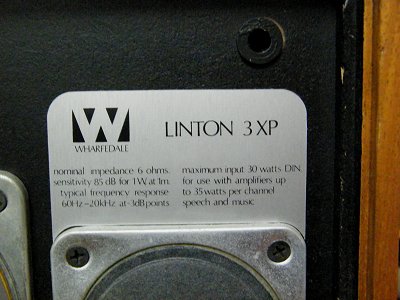 W
WHARFEDALE
LINTON 3 XP
nominal impedance 6 ohms.
sensitivity 85 dB for 1W at 1m.
typical frequency response
60Hz–20kHz at -3dB points
maximum input 30 watts DIN
for use with amplifiers up
to 35 watts per channel
speech and music